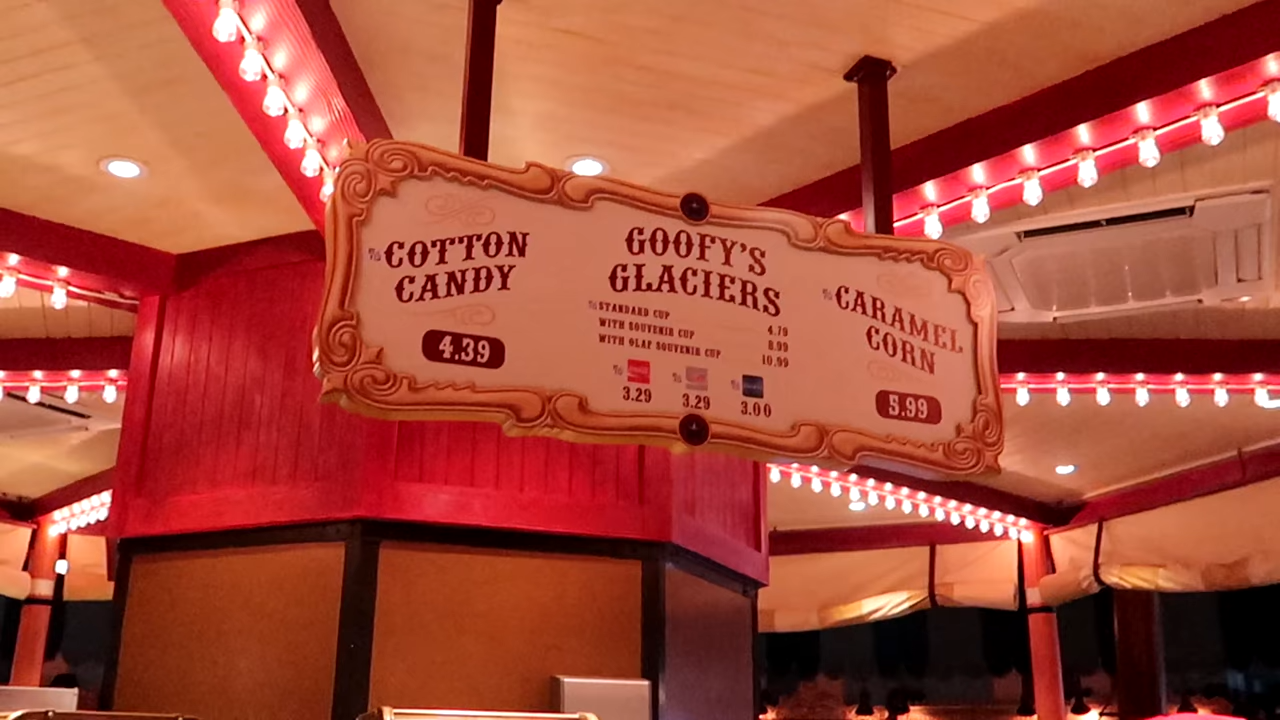 COTTON
CANDY
4.39
GOOFY'S
GLACIERS
STANDARD CUP 4.79
WITH SOUVENIR CUP 8.99
WITH OLAF SOUVENIR CUP 10.99
3.29 3.29 3.00
CARAMEL
CORN
5.99